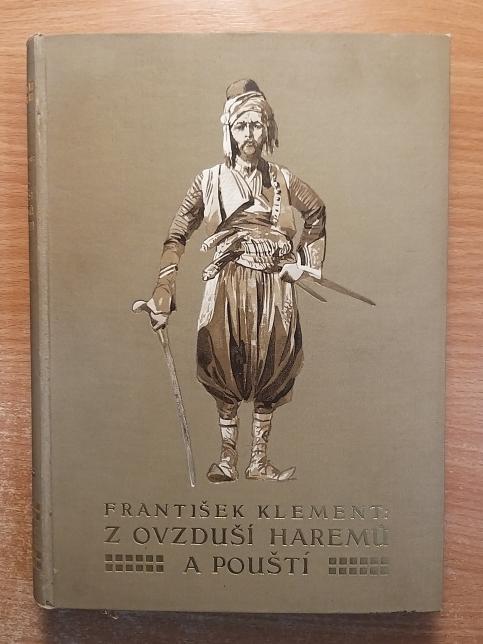 FRANTIŠEK KLEMENT:
Z OVZDUŠÍ HAREMŮ
A POUŠTÍ